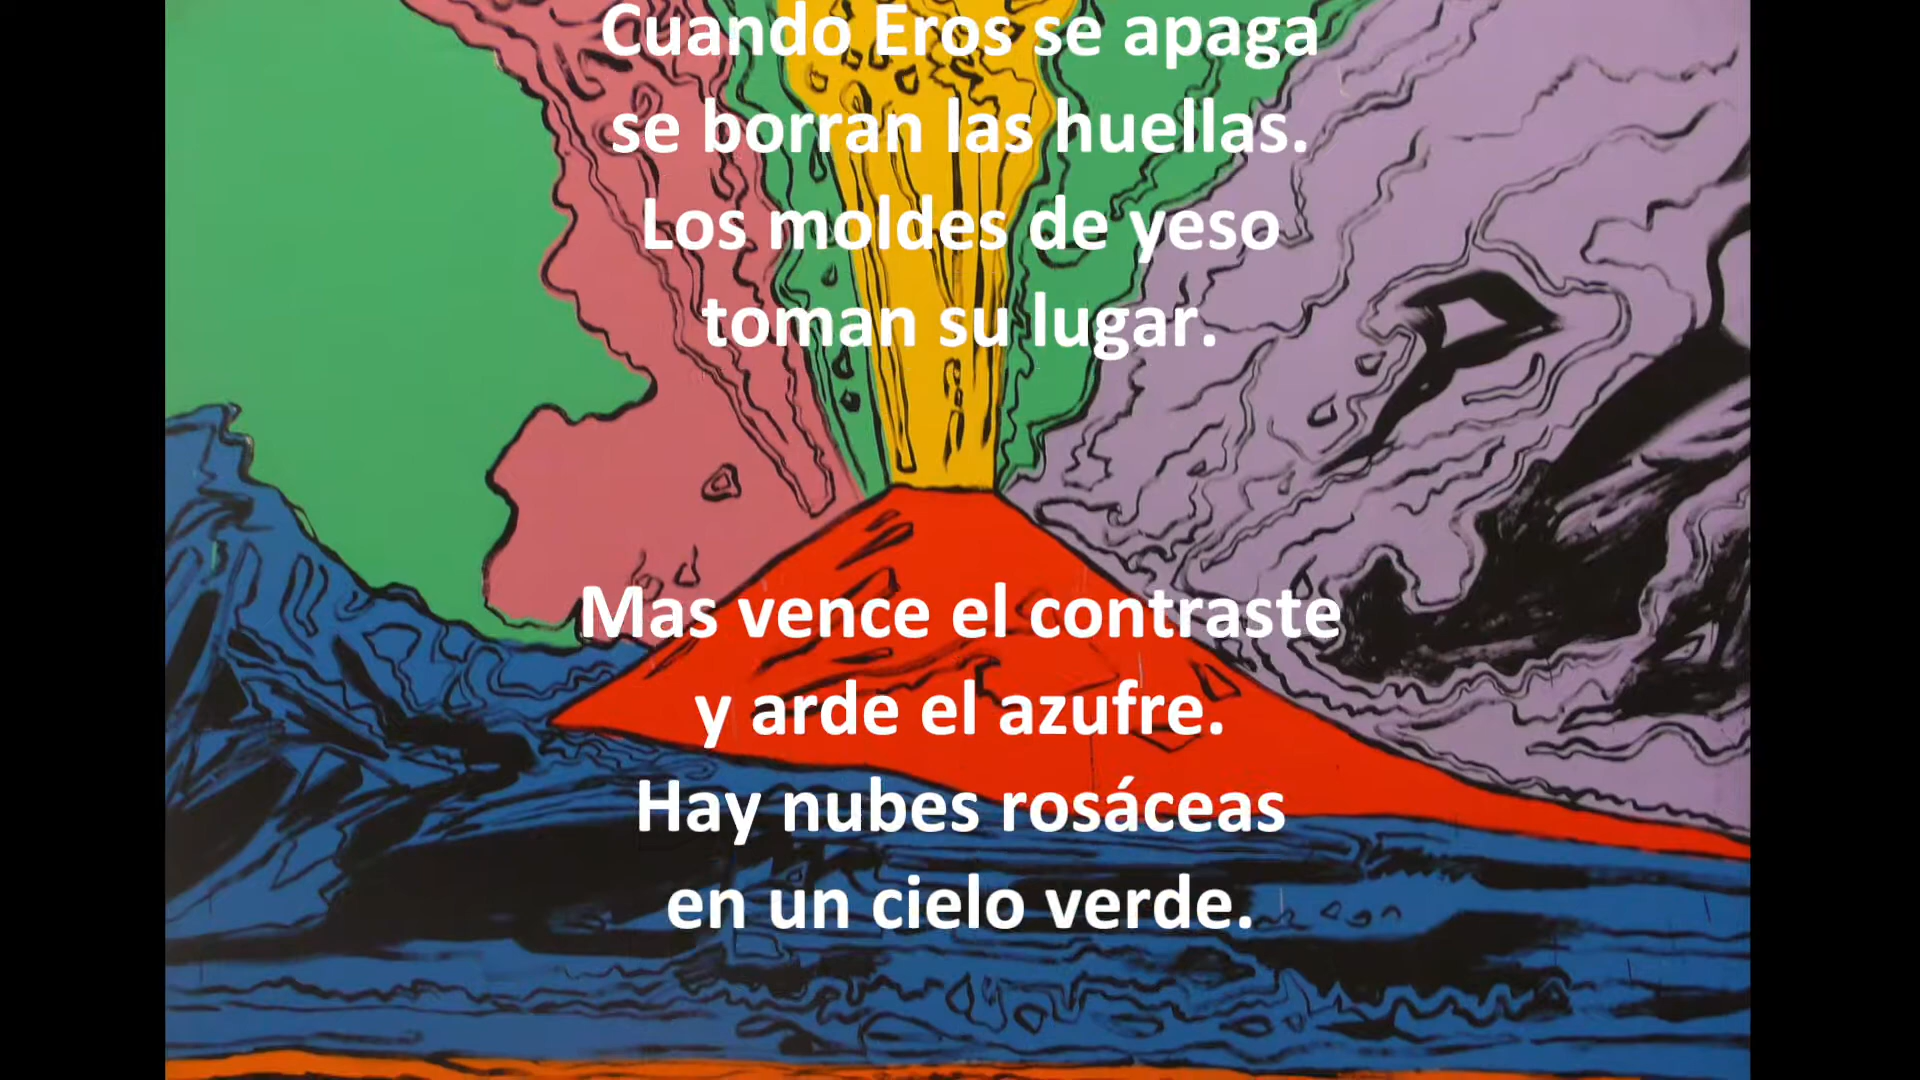 Cuando Eros se apaga
se borran las huellas.
Los moldes de yeso
toman su lugar.
Mas vence el contraste
y arde el azufre.
Hay nubes rosáceas
en un cielo verde.